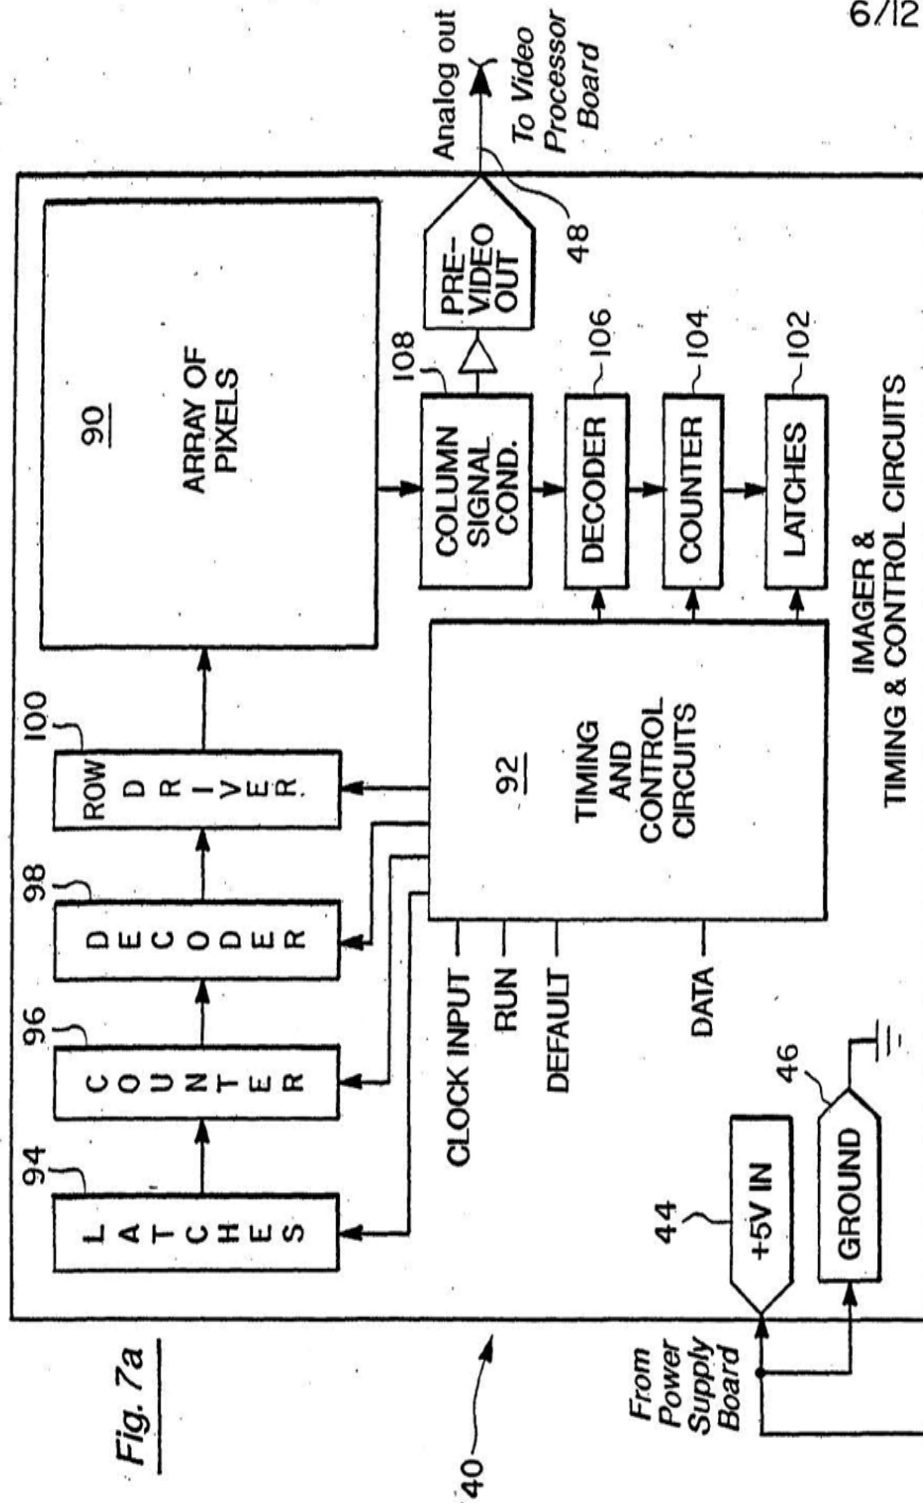 6/12
Fig. 7a
40
94
LATCHES
96
COUNTER
98
DECODER
100
ROW
DRIVER
90
ARRAY OF
PIXELS
108
COLUMN
SIGNAL
COND.
PRE-
VIDEO
OUT
Analog out
To Video
Processor
Board
48
DECODER
106
COUNTER
104
LATCHES
102
92
TIMING
AND
CONTROL
CIRCUITS
CLOCK INPUT
RUN
DEFAULT
DATA
From
Power
Supply
Board
44
+5V IN
46
GROUND
IMAGER &
TIMING & CONTROL CIRCUITS